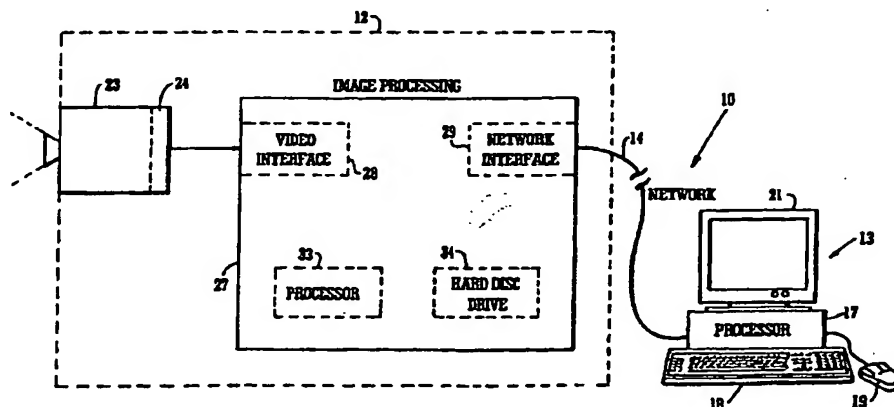 12
23
24
IMAGE PROCESSING
VIDEO
INTERFACE
28
29
NETWORK
INTERFACE
14
10
NETWORK
21
13
27
33
PROCESSOR
34
HARD DISC
DRIVE
17
PROCESSOR
18
19